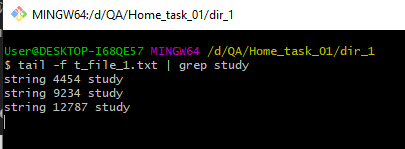 MINGW64:/d/QA/Home_task_01/dir_1
User@DESKTOP-I68QE57 MINGW64 /d/QA/Home_task_01/dir_1
$ tail -f t_file_1.txt | grep study
string 4454 study
string 9234 study
string 12787 study